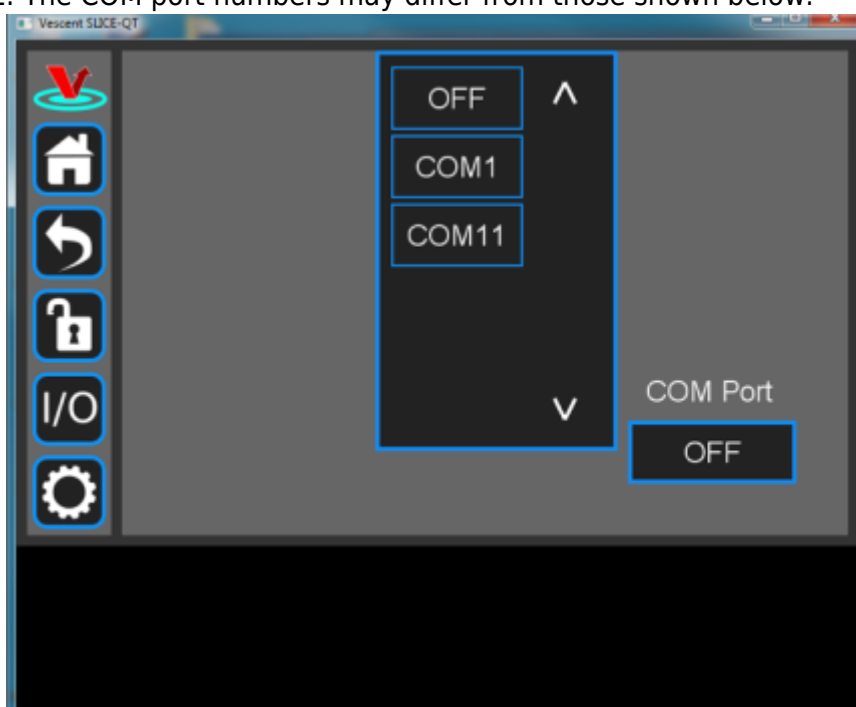 : The COM port numbers may differ from those shown below.
Vescent SLICE-QT
OFF
COM1
COM11
I/O
COM Port
OFF